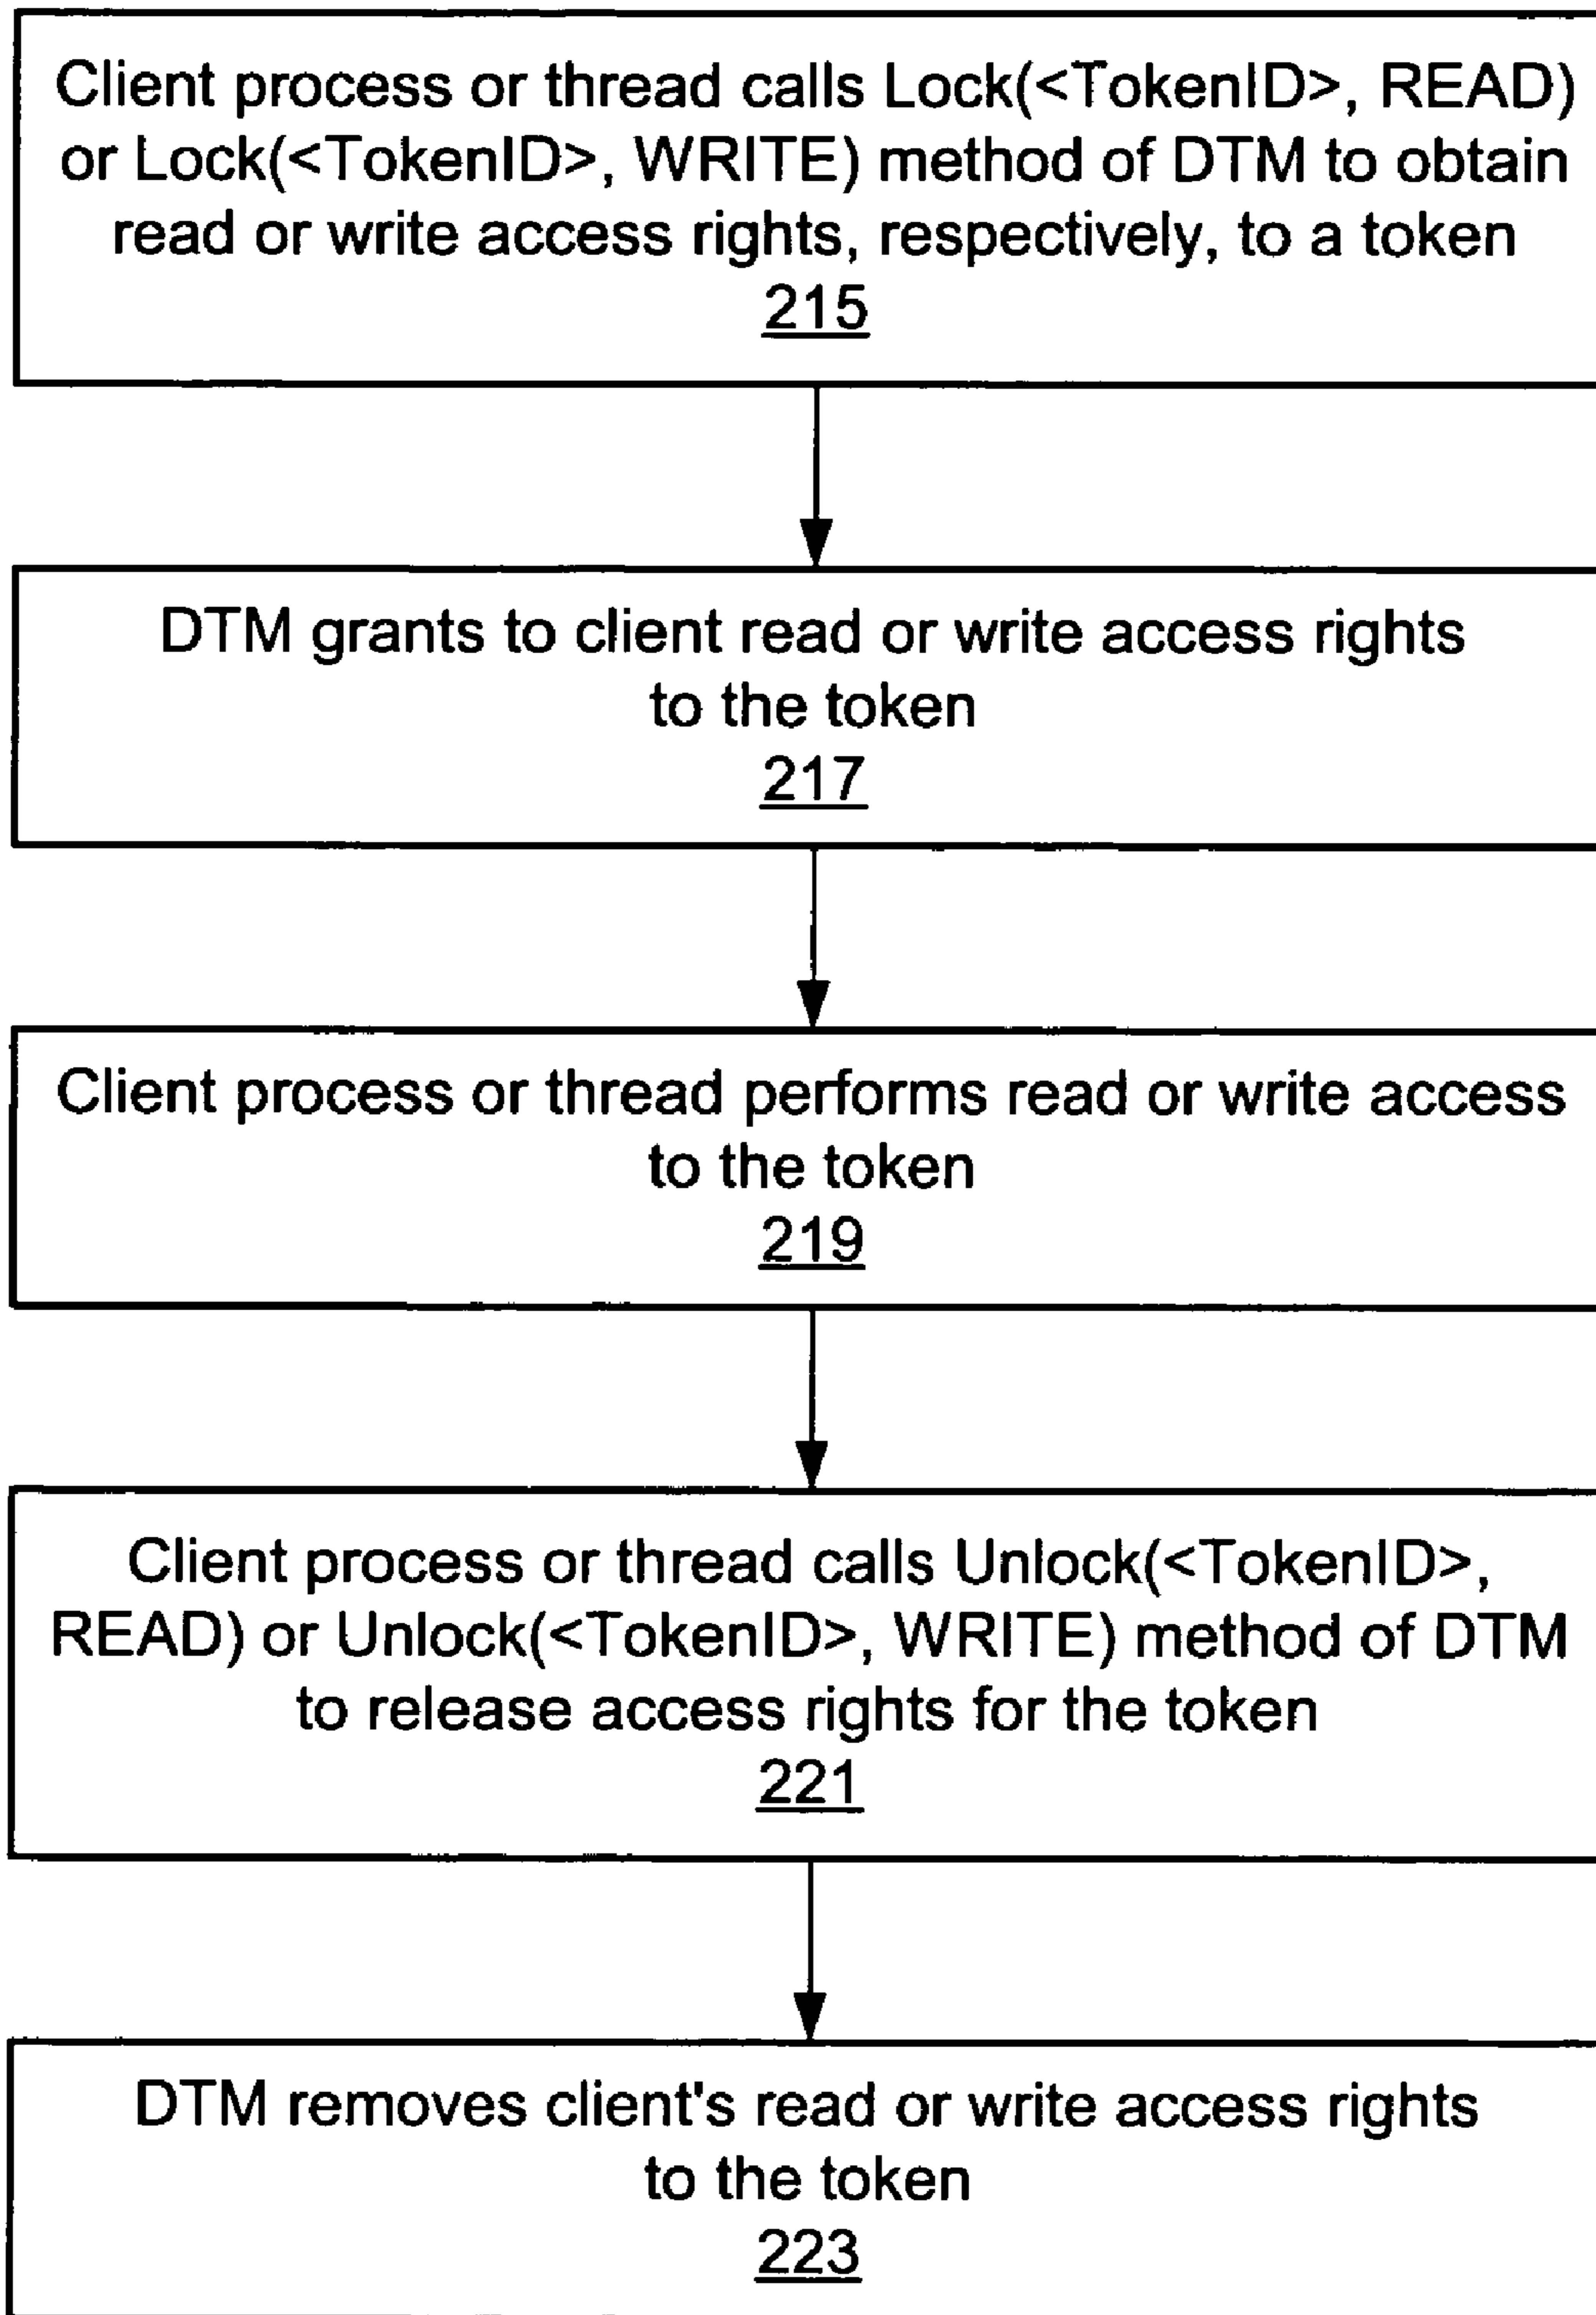 Client process or thread calls Lock(<TokenID>, READ)
or Lock(<TokenID>, WRITE) method of DTM to obtain
read or write access rights, respectively, to a token
215
DTM grants to client read or write access rights
to the token
217
Client process or thread performs read or write access
to the token
219
Client process or thread calls Unlock(<TokenID>,
READ) or Unlock(<TokenID>, WRITE) method of DTM
to release access rights for the token
221
DTM removes client's read or write access rights
to the token
223